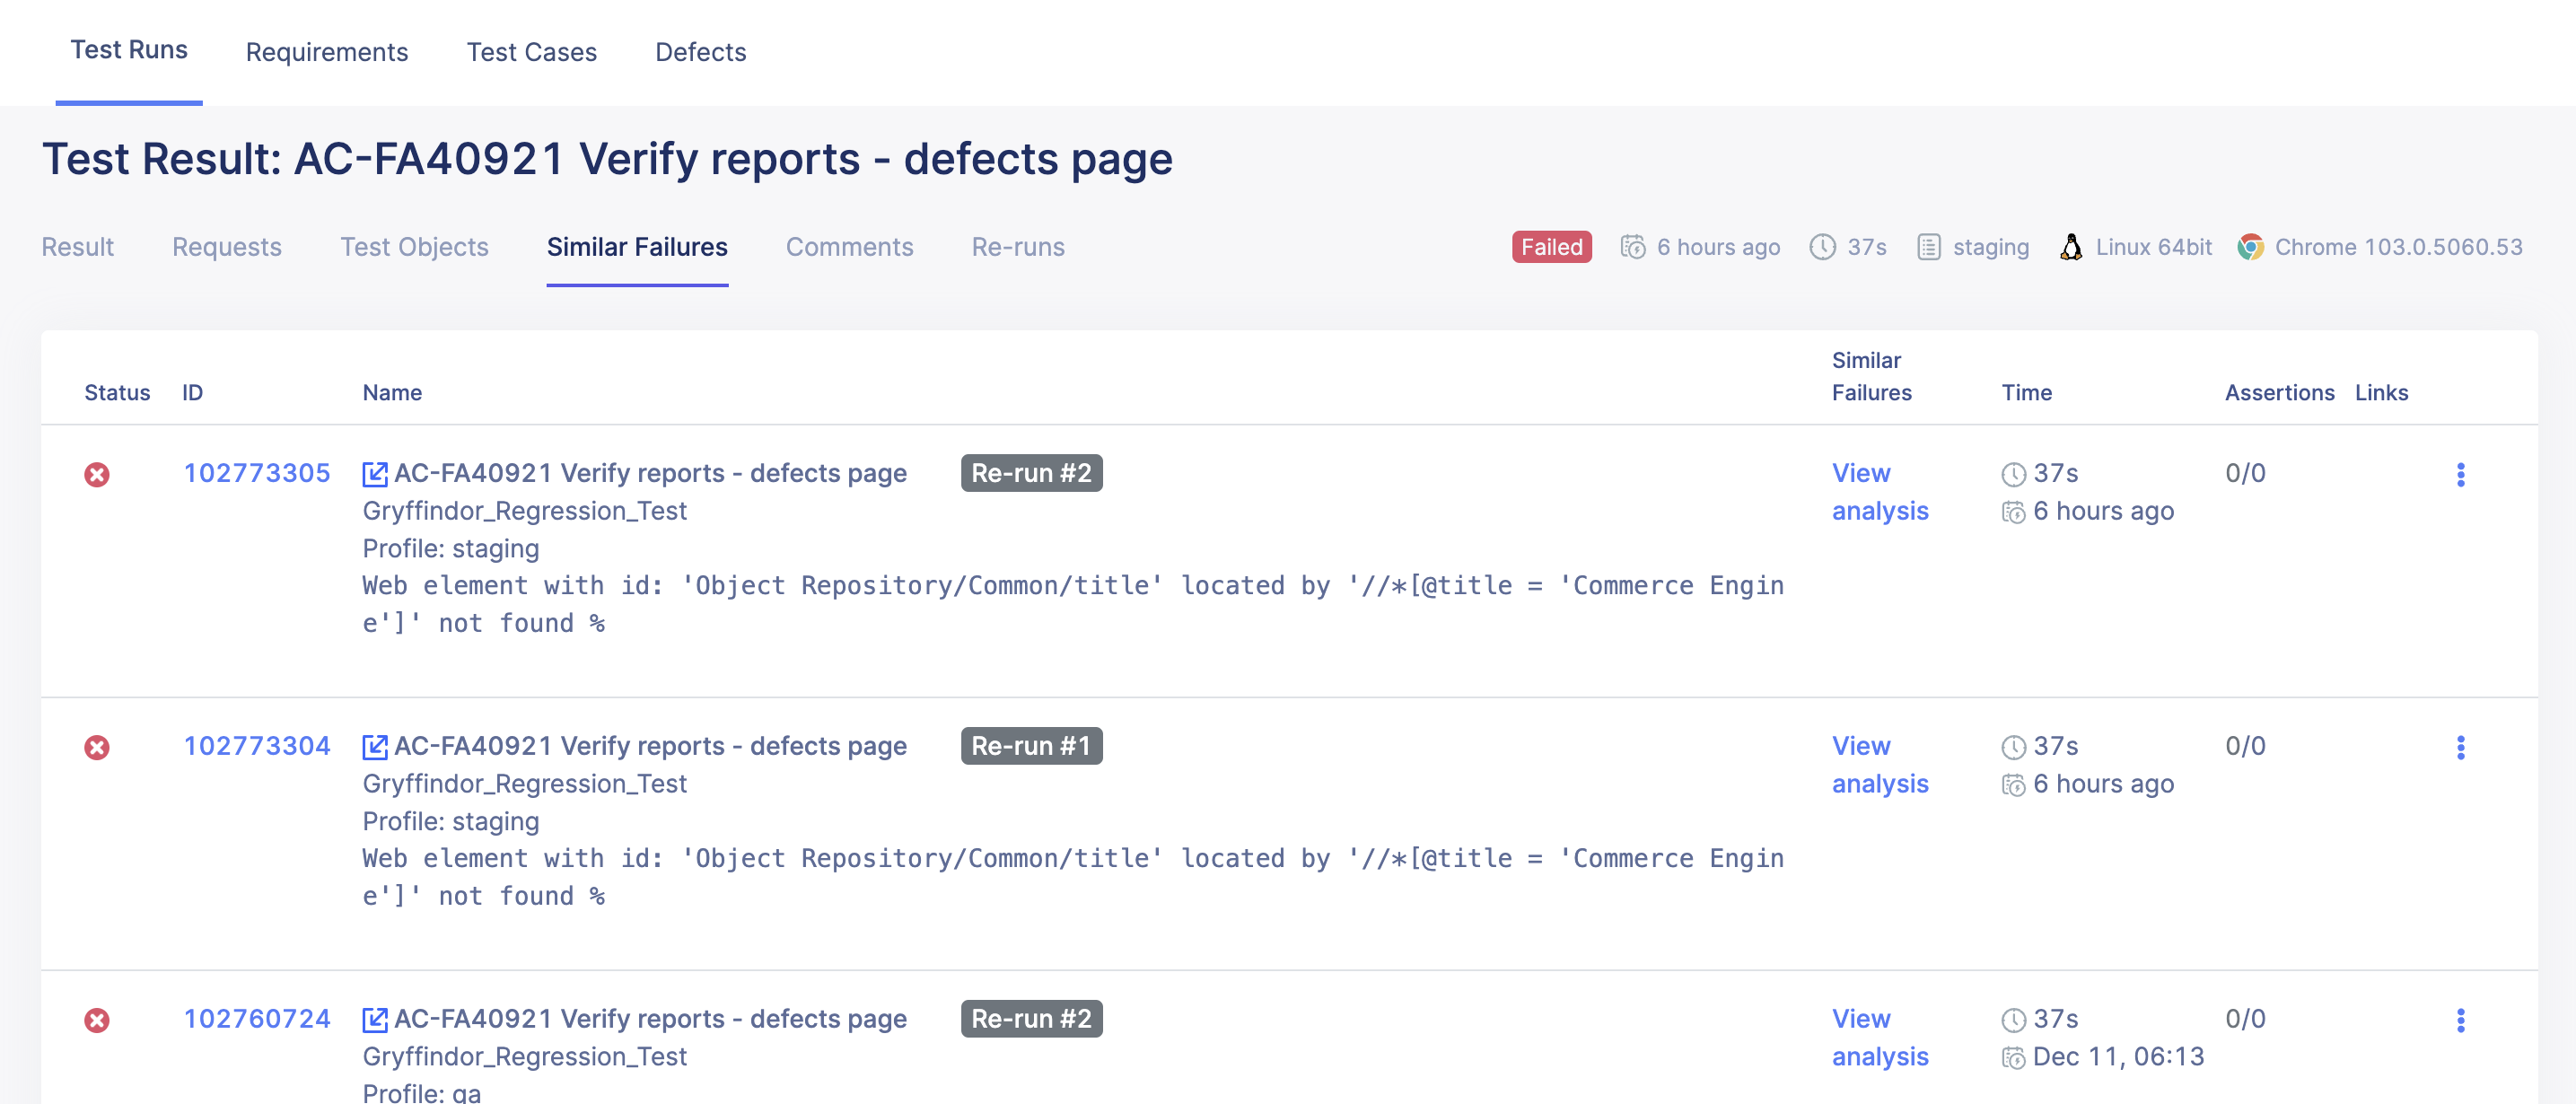 Test Runs Requirements Test Cases Defects
Test Result: AC-FA40921 Verify reports - defects page
Result Requests Test Objects Similar Failures Comments Re-runs Failed 6 hours ago 37s staging Linux 64bit Chrome 103.0.5060.53
Similar
Status ID Name Failures Time Assertions Links
102773305 AC-FA40921 Verify reports - defects page Re-run #2 View 37s 0/0
Gryffindor_Regression_Test analysis 6 hours ago
Profile: staging
Web element with id: 'Object Repository/Common/title' located by '//*[@title = 'Commerce Engin
e']' not found %
102773304 AC-FA40921 Verify reports - defects page Re-run #1 View 37s 0/0
Gryffindor_Regression_Test analysis 6 hours ago
Profile: staging
Web element with id: 'Object Repository/Common/title' located by '//*[@title = 'Commerce Engin
e']' not found %
102760724 AC-FA40921 Verify reports - defects page Re-run #2 View 37s 0/0
Gryffindor_Regression_Test analysis Dec 11, 06:13
Profile: qa